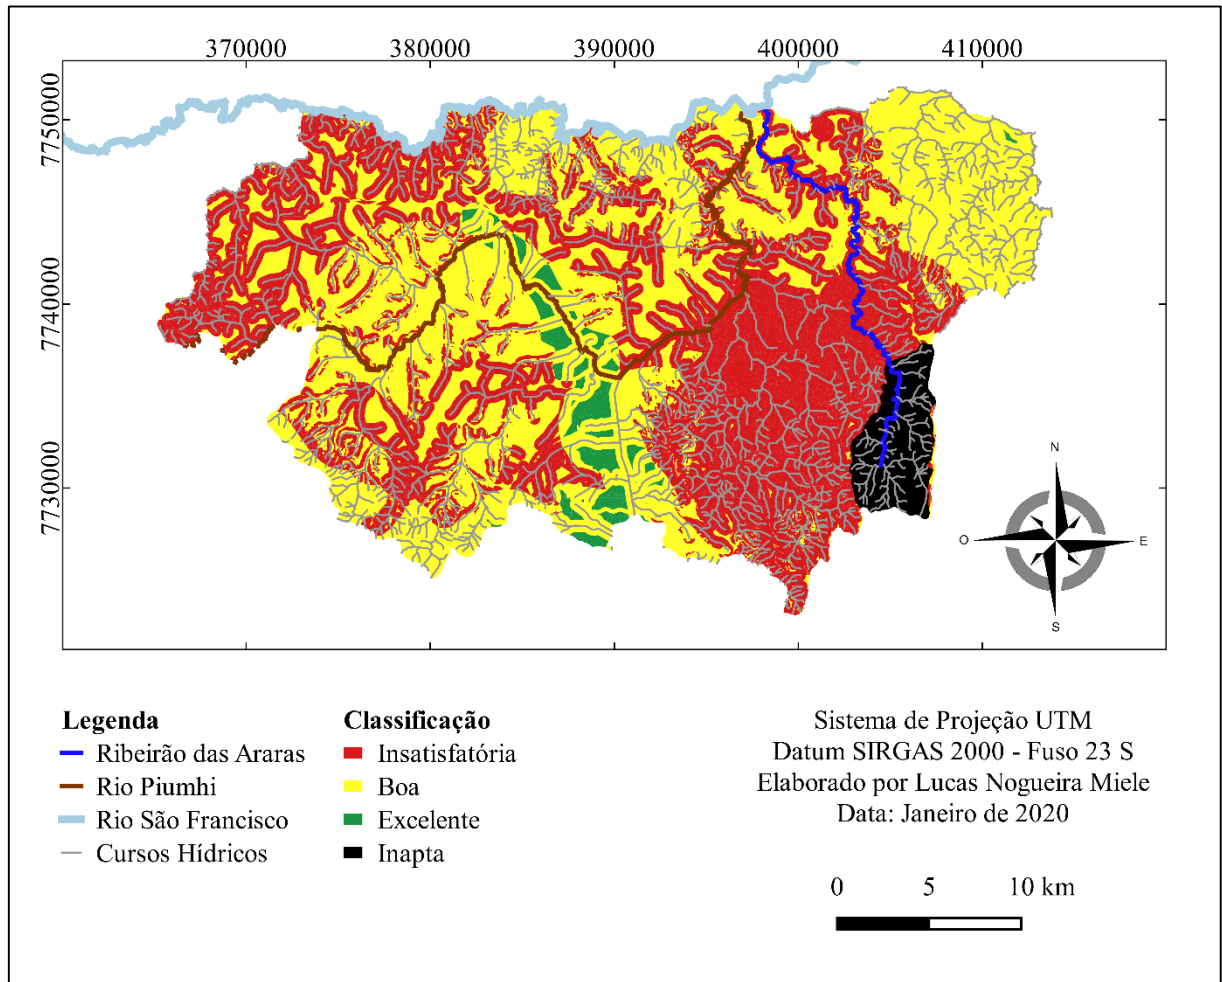 370000 380000 390000 400000 410000
7750000
7740000
7730000
N
O E
S
Legenda
Ribeirão das Araras
Rio Piumhi
Rio São Francisco
Cursos Hídricos
Classificação
Insatisfatória
Boa
Excelente
Inapta
Sistema de Projeção UTM
Datum SIRGAS 2000 - Fuso 23 S
Elaborado por Lucas Nogueira Miele
Data: Janeiro de 2020
0 5 10 km